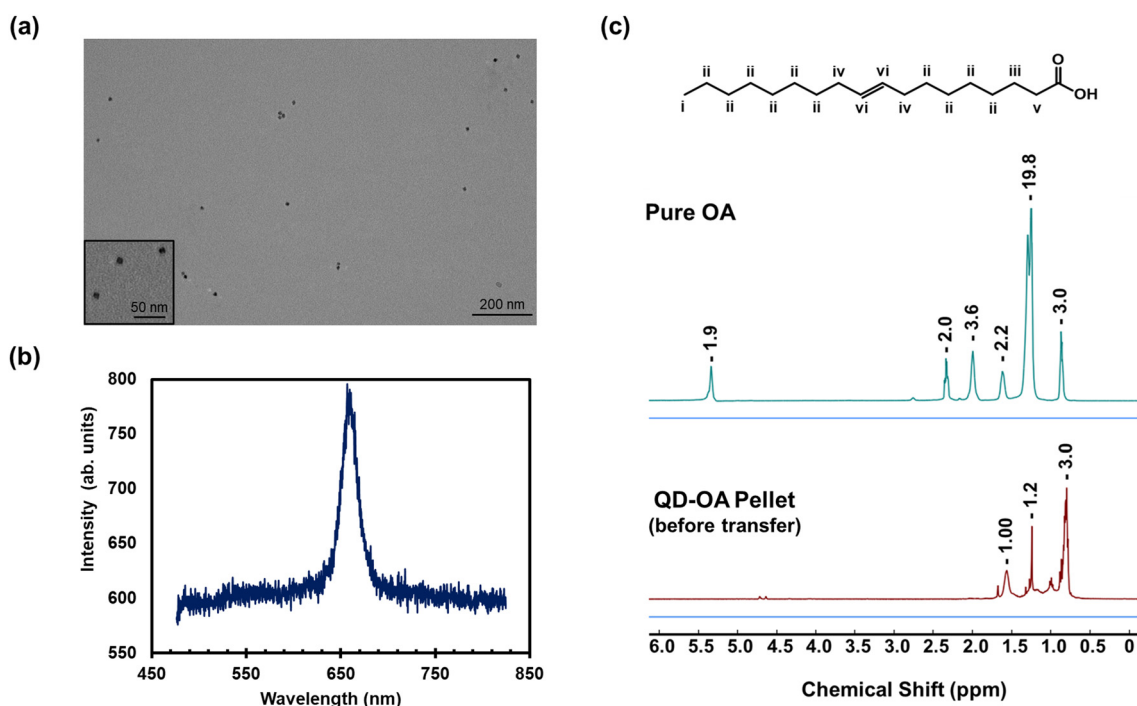 (a)
50 nm
200 nm
(b)
Intensity (ab. units)
800
750
700
650
600
550
450
550
650
750
850
Wavelength (nm)
(c)
O
OH
ii ii ii iv vi ii ii iii
i ii ii ii vi iv ii ii v
Pure OA
1.9
2.0
3.6
2.2
19.8
3.0
QD-OA Pellet
(before transfer)
1.00
1.2
3.0
6.0 5.5 5.0 4.5 4.0 3.5 3.0 2.5 2.0 1.5 1.0 0.5 0
Chemical Shift (ppm)